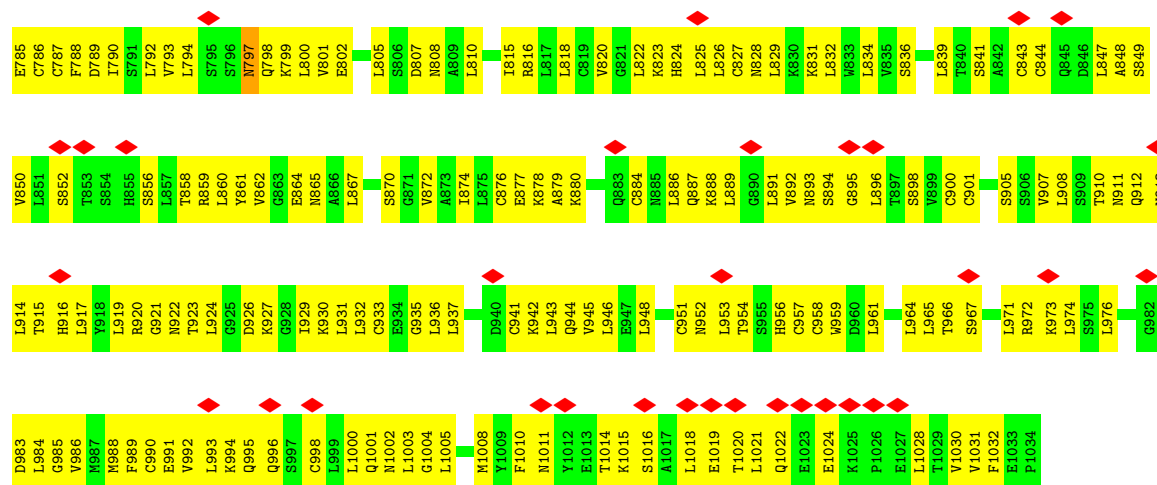 E785 C786 C787 F788 D789 I790 S791 L792 V793 L794 S795 S796 N797 Q798 K799 L800 V801 E802 L805 S806 D807 N808 A809 L810 I815 R816 L817 L818 C819 V820 G821 L822 K823 H824 L825 L826 C827 N828 L829 K830 K831 L832 W833 L834 V835 S836 L839 T840 S841 A842 C843 C844 Q845 D846 L847 A848 S849
V850 L851 S852 T853 S854 H855 S856 L857 T858 R859 L860 Y861 V862 G863 E864 N865 A866 L867 S870 G871 V872 A873 I874 L875 C876 E877 K878 A879 K880 Q883 C884 N885 L886 Q887 K888 L889 G890 L891 V892 N893 S894 G895 L896 T897 S898 V899 C900 C901 S905 S906 V907 L908 S909 T910 N911 Q912
L914 T915 H916 L917 Y918 L919 R920 G921 N922 T923 L924 G925 D926 K927 G928 I929 K930 L931 L932 C933 E934 G935 L936 L937 D940 C941 K942 L943 Q944 V945 L946 E947 L948 C951 N952 L953 T954 S955 H956 C957 C958 W959 D960 L961 L964 L965 T966 S967 L971 R972 K973 L974 S975 L976 G982
D983 L984 G985 V986 M987 M988 F989 C990 E991 V992 L993 K994 Q995 Q996 S997 C998 L999 L1000 Q1001 N1002 L1003 G1004 L1005 M1008 Y1009 F1010 N1011 Y1012 E1013 T1014 K1015 S1016 A1017 L1018 E1019 T1020 L1021 Q1022 E1023 E1024 K1025 P1026 E1027 L1028 T1029 V1030 V1031 F1032 E1033 P1034